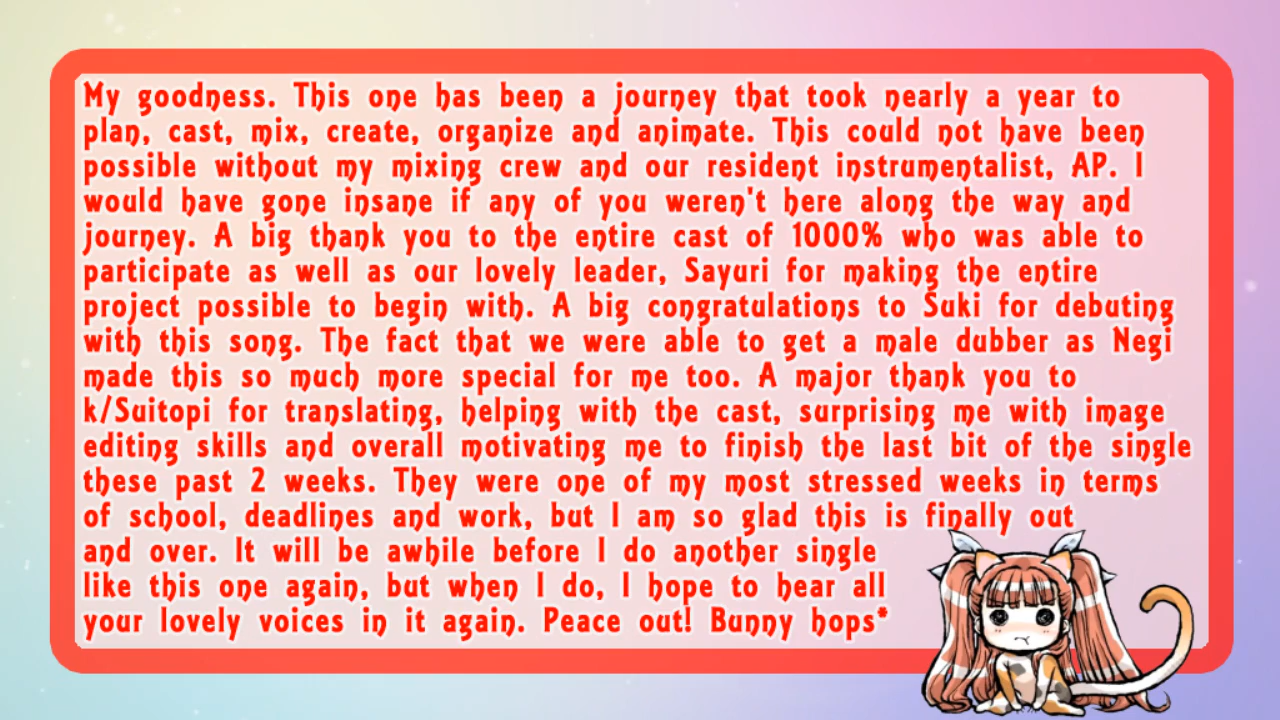 My goodness. This one has been a journey that took nearly a year to
plan, cast, mix, create, organize and animate. This could not have been
possible without my mixing crew and our resident instrumentalist, AP. I
would have gone insane if any of you weren't here along the way and
journey. A big thank you to the entire cast of 1000% who was able to
participate as well as our lovely leader, Sayuri for making the entire
project possible to begin with. A big congratulations to Suki for debuting
with this song. The fact that we were able to get a male dubber as Negi
made this so much more special for me too. A major thank you to
k/Suitopi for translating, helping with the cast, surprising me with image
editing skills and overall motivating me to finish the last bit of the single
these past 2 weeks. They were one of my most stressed weeks in terms
of school, deadlines and work, but I am so glad this is finally out
and over. It will be awhile before I do another single
like this one again, but when I do, I hope to hear all
your lovely voices in it again. Peace out! Bunny hops*